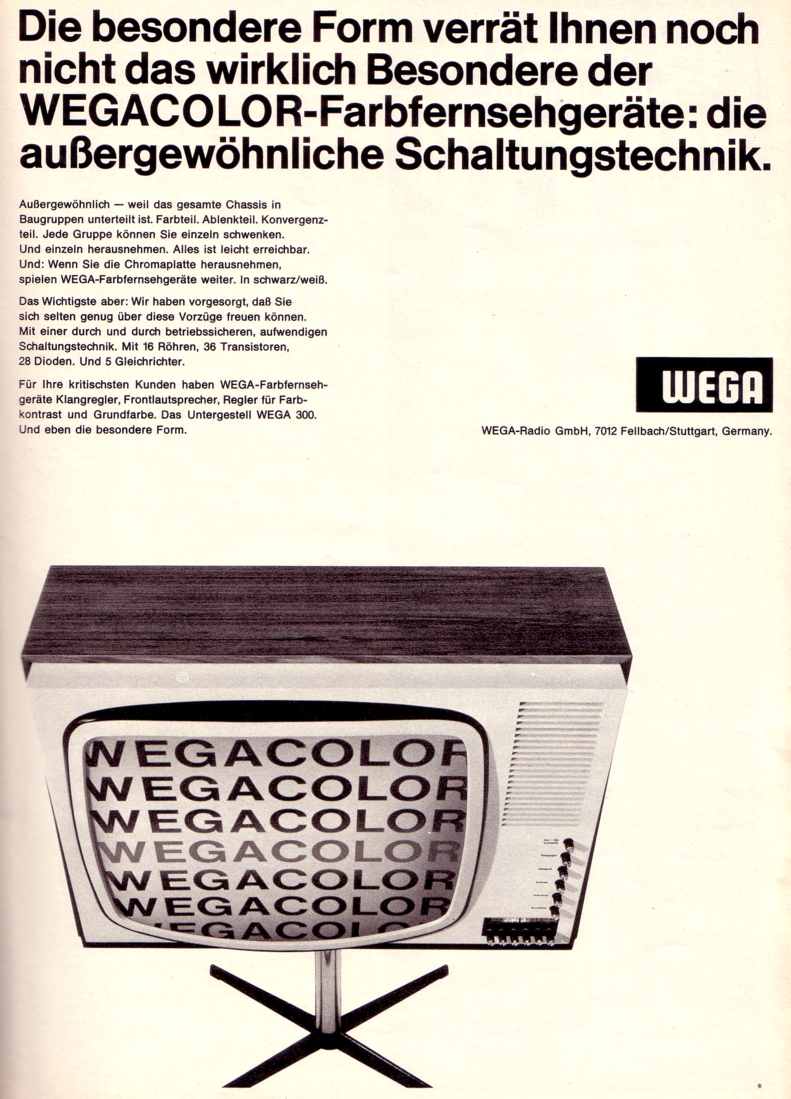 Die besondere Form verrät Ihnen noch
nicht das wirklich Besondere der
WEGACOLOR-Farbfernsehgeräte: die
außergewöhnliche Schaltungstechnik.
Außergewöhnlich — weil das gesamte Chassis in
Baugruppen unterteilt ist. Farbteil. Ablenkteil. Konvergenz-
teil. Jede Gruppe können Sie einzeln schwenken.
Und einzeln herausnehmen. Alles ist leicht erreichbar.
Und: Wenn Sie die Chromaplatte herausnehmen,
spielen WEGA-Farbfernsehgeräte weiter. In schwarz/weiß.
Das Wichtigste aber: Wir haben vorgesorgt, daß Sie
sich selten genug über diese Vorzüge freuen können.
Mit einer durch und durch betriebssicheren, aufwendigen
Schaltungstechnik. Mit 16 Röhren, 36 Transistoren,
28 Dioden. Und 5 Gleichrichter.
Für Ihre kritischsten Kunden haben WEGA-Farbfernseh-
geräte Klangregler, Frontlautsprecher, Regler für Farb-
kontrast und Grundfarbe. Das Untergestell WEGA 300.
Und eben die besondere Form.
WEGA
WEGA-Radio GmbH, 7012 Fellbach/Stuttgart, Germany.
WEGACOLOR
WEGACOLOR
WEGACOLOR
WEGACOLOR
WEGACOLOR
WEGACOLOR
WEGACOLO